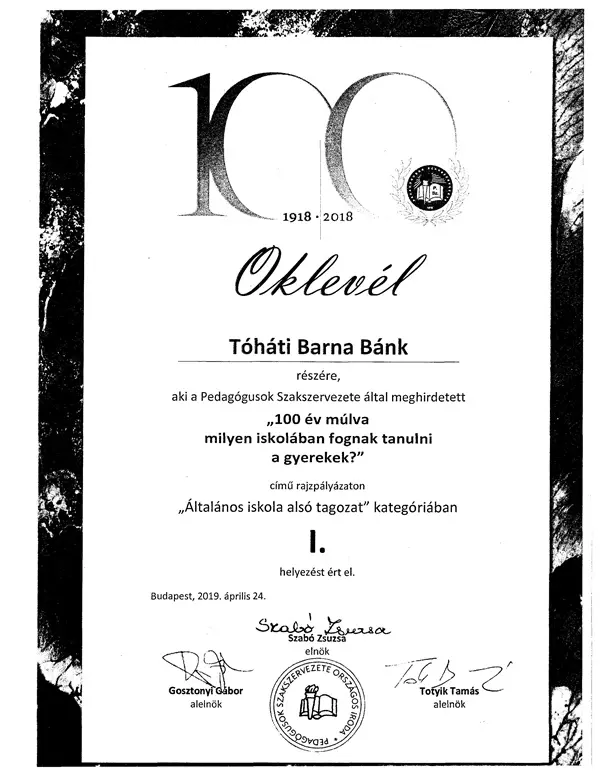 100
1918 • 2018
Oklevél
Tóháti Barna Bánk
részére,
aki a Pedagógusok Szakszervezete által meghirdetett
„100 év múlva
milyen iskolában fognak tanulni
a gyerekek?”
című rajzpályázaton
„Általános iskola alsó tagozat” kategóriában
I.
helyezést ért el.
Budapest, 2019. április 24.
Szabó Zsuzsa
Szabó Zsuzsa
elnök
Gosztonyi Gábor
alelnök
Totyik Tamás
alelnök
PEDAGÓGUSOK SZAKSZERVEZETE ORSZÁGOS IRODA